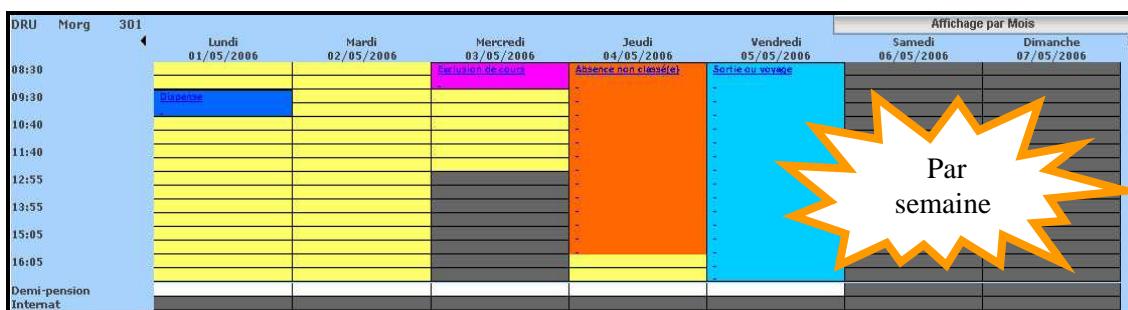 DRU Morg 301 Affichage par Mois
Lundi Mardi Mercredi Jeudi Vendredi Samedi Dimanche
01/05/2006 02/05/2006 03/05/2006 04/05/2006 05/05/2006 06/05/2006 07/05/2006
08:30 Exclusion de cours Absence non classé(e) Sortie ou voyage
09:30 Dispense
10:40
11:40
12:55
13:55
15:05
16:05
Demi-pension
Internat
Par
semaine